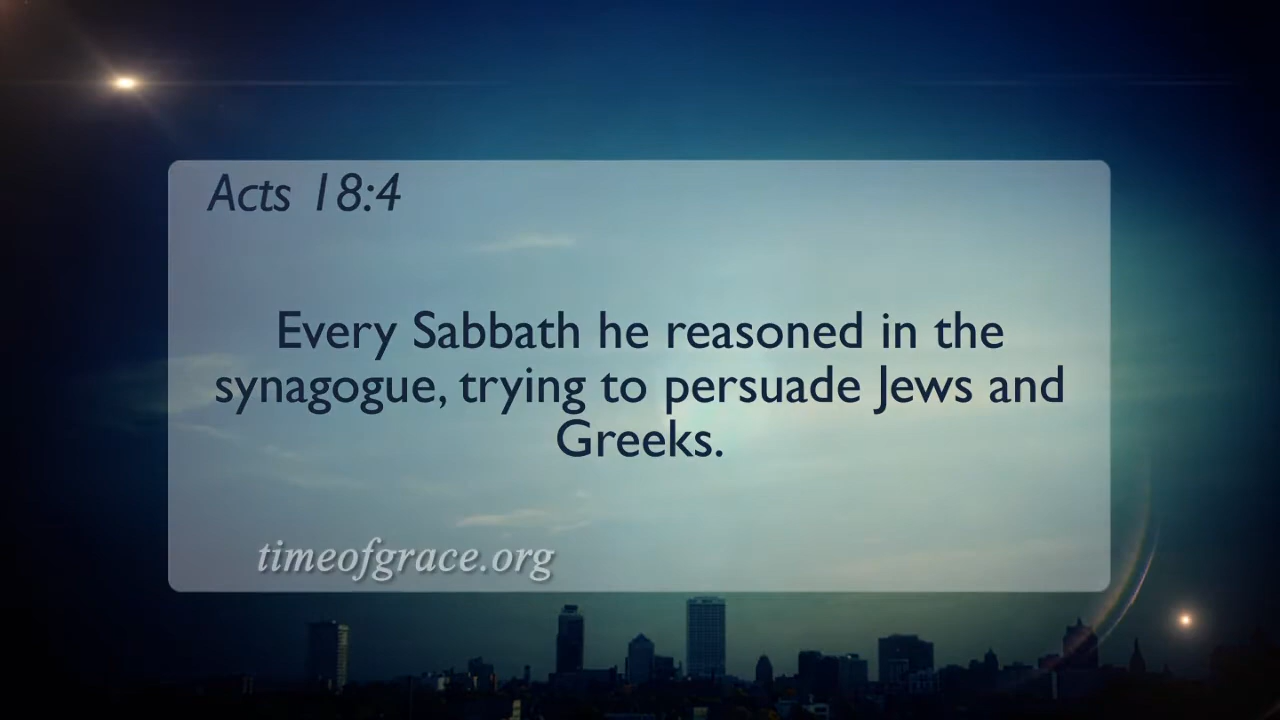 Acts 18:4
Every Sabbath he reasoned in the
synagogue, trying to persuade Jews and
Greeks.
timeofgrace.org